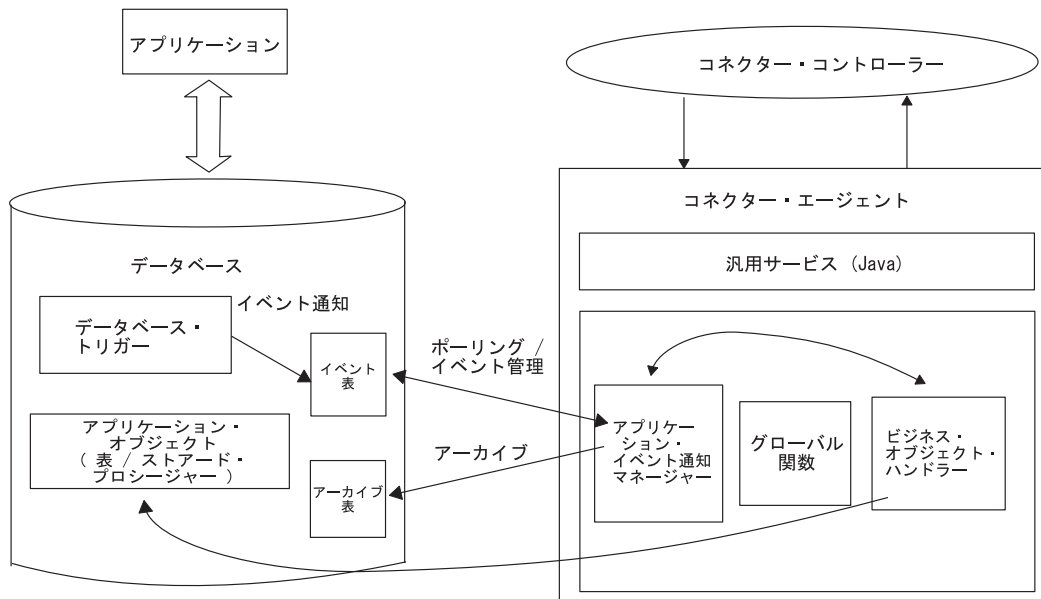 アプリケーション
コネクター・コントローラー
コネクター・エージェント
汎用サービス (Java)
データベース
イベント通知
データベース・
トリガー
イベント
表
ポーリング /
イベント管理
アプリケーション・
オブジェクト
( 表 / ストアード・
プロシージャー )
アーカイブ
アーカイブ
表
アプリケー
ション・
イベント通知
マネージャー
グローバル
関数
ビジネス・
オブジェクト・
ハンドラー